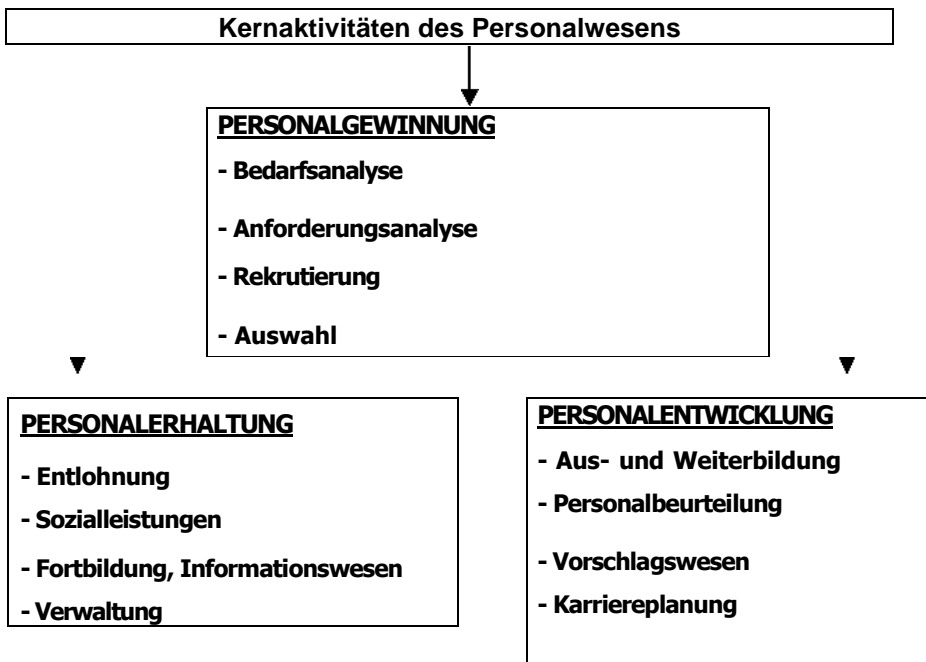 Kernaktivitäten des Personalwesens
PERSONALGEWINNUNG
- Bedarfsanalyse
- Anforderungsanalyse
- Rekrutierung
- Auswahl
PERSONALERHALTUNG
- Entlohnung
- Sozialleistungen
- Fortbildung, Informationswesen
- Verwaltung
PERSONALENTWICKLUNG
- Aus- und Weiterbildung
- Personalbeurteilung
- Vorschlagswesen
- Karriereplanung